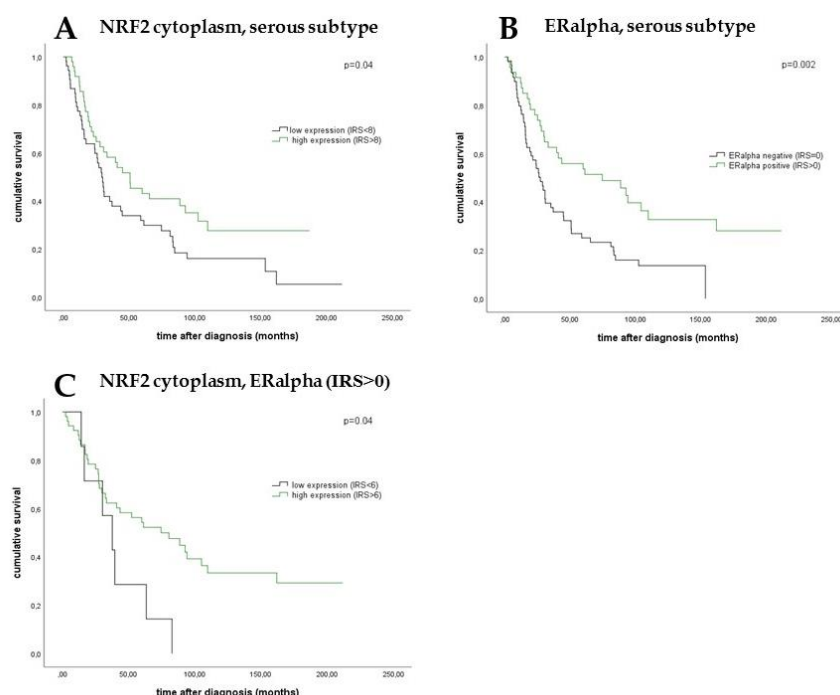 A NRF2 cytoplasm, serous subtype
p=0.04
low expression (IRS<8)
high expression (IRS>8)
cumulative survival
1,0
0,8
0,6
0,4
0,2
0,0
,00 50,00 100,00 150,00 200,00 250,00
time after diagnosis (months)
B ERalpha, serous subtype
p=0.002
ERalpha negative (IRS=0)
ERalpha positive (IRS>0)
cumulative survival
1,0
0,8
0,6
0,4
0,2
0,0
,00 50,00 100,00 150,00 200,00 250,00
time after diagnosis (months)
C NRF2 cytoplasm, ERalpha (IRS>0)
p=0.04
low expression (IRS<6)
high expression (IRS>6)
cumulative survival
1,0
0,8
0,6
0,4
0,2
0,0
,00 50,00 100,00 150,00 200,00 250,00
time after diagnosis (months)